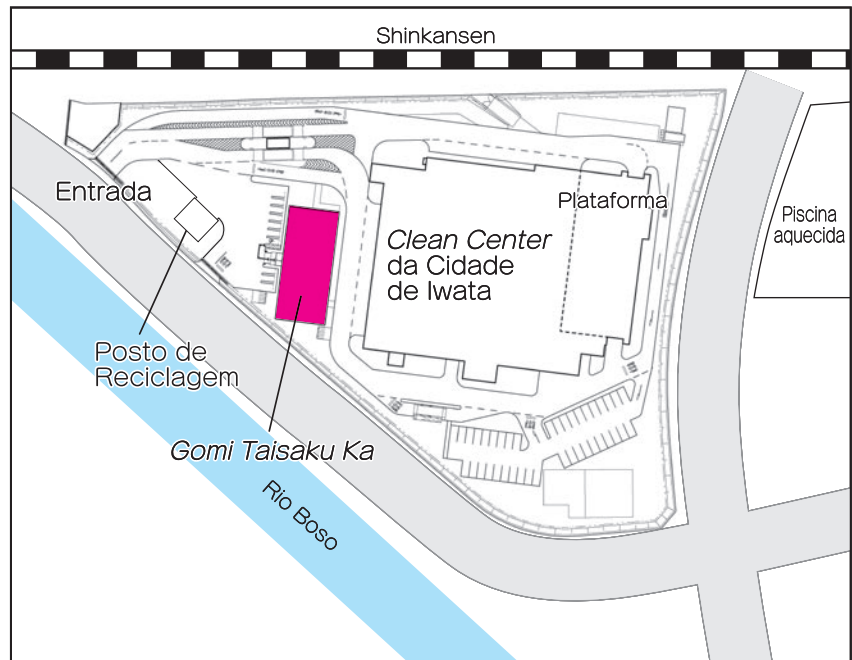 Shinkansen
Entrada
Plataforma
Piscina
aquecida
Clean Center
da Cidade
de Iwata
Posto de
Reciclagem
Gomi Taisaku Ka
Rio Boso